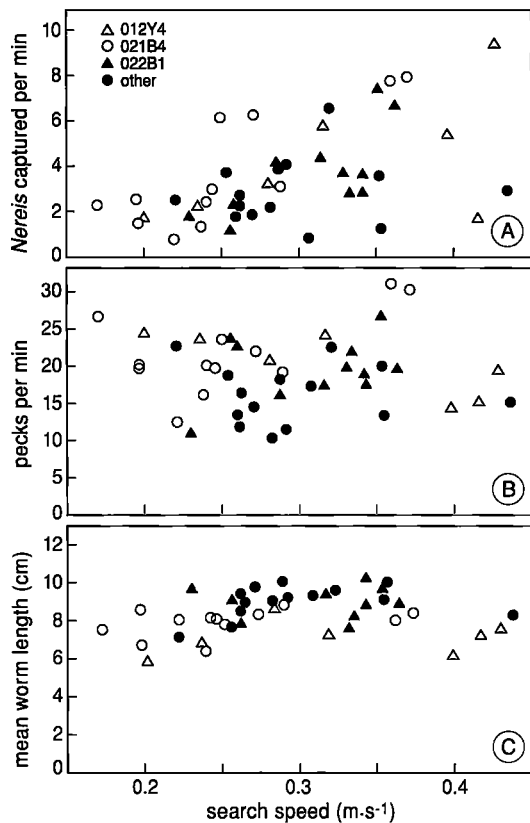 10
8
6
4
2
0
Nereis captured per min
△ 012Y4
○ 021B4
▲ 022B1
● other
A
30
25
20
15
10
5
0
pecks per min
B
12
10
8
6
4
2
0
mean worm length (cm)
C
0.2 0.3 0.4
search speed (m·s-1)